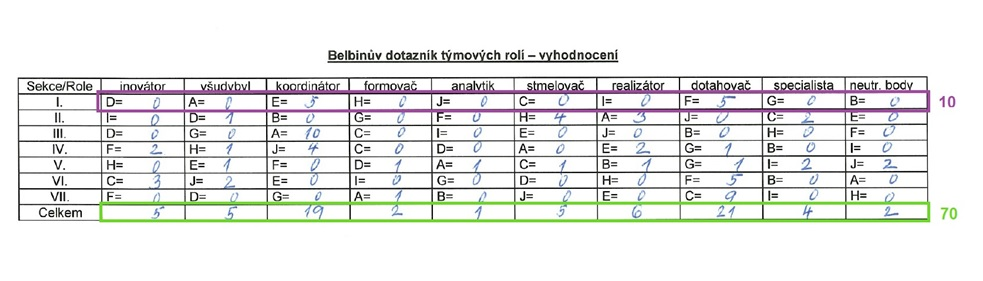 Belbinův dotazník týmových rolí – vyhodnocení
Sekce/Role inovátor všudybyl koordinátor formovač analytik stmelovač realizátor dotahovač specialista neutr. body
I. D= 0 A= 0 E= 5 H= 0 J= 0 C= 0 I= 0 F= 5 G= 0 B= 0 10
II. I= 0 D= 1 B= 0 G= 0 F= 0 H= 4 A= 3 J= 0 C= 2 E= 0
III. D= 0 G= 0 A= 10 C= 0 I= 0 E= 0 J= 0 B= 0 H= 0 F= 0
IV. F= 2 H= 1 J= 4 C= 0 D= 0 A= 0 E= 2 G= 1 B= 0 I= 0
V. H= 0 E= 1 F= 0 D= 1 A= 1 C= 1 B= 1 G= 1 I= 2 J= 2
VI. C= 3 J= 2 E= 0 I= 0 G= 0 D= 0 H= 0 F= 5 B= 0 A= 0
VII. F= 0 D= 0 G= 0 A= 1 B= 0 J= 0 E= 0 C= 9 I= 0 H= 0
Celkem 5 5 19 2 1 5 6 21 4 2 70